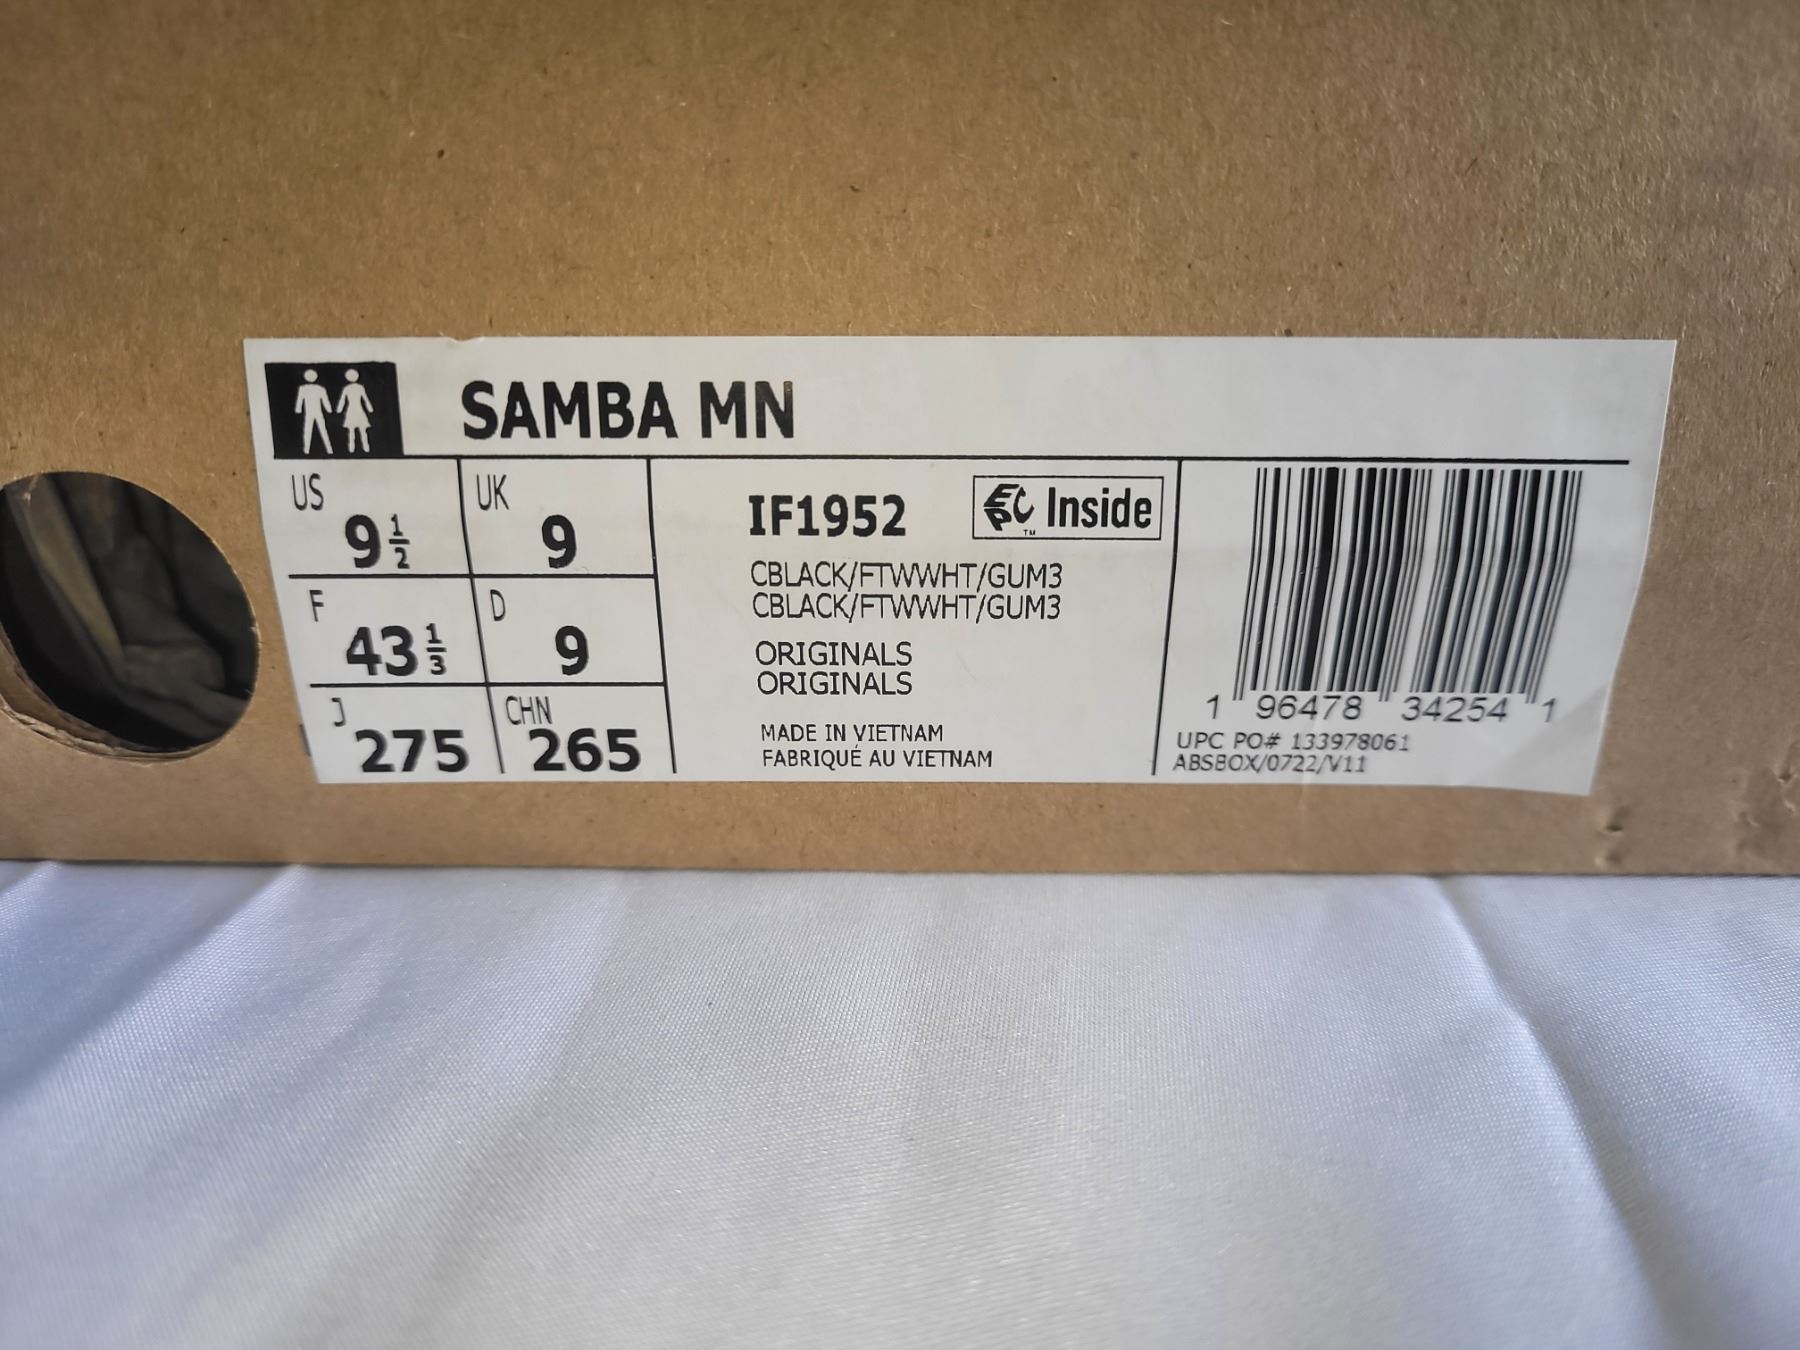 SAMBA MN
US 9 1/2
UK 9
F 43 1/3
D 9
J 275
CHN 265
IF1952
EPC Inside
TM
CBLACK/FTWWHT/GUM3
CBLACK/FTWWHT/GUM3
ORIGINALS
ORIGINALS
MADE IN VIETNAM
FABRIQUÉ AU VIETNAM
1 96478 34254 1
UPC PO# 133978061
ABSBOX/0722/V11